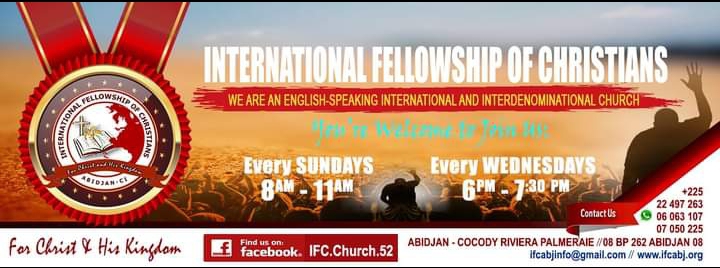 INTERNATIONAL FELLOWSHIP OF CHRISTIANS
WE ARE AN ENGLISH-SPEAKING INTERNATIONAL AND INTERDENOMINATIONAL CHURCH
You're Welcome to Join Us:
Every SUNDAYS
8AM - 11AM
Every WEDNESDAYS
6PM - 7:30 PM
INTERNATIONAL FELLOWSHIP OF CHRISTIANS
For Christ and His Kingdom
ABIDJAN-CI
Contact Us
+225
22 497 263
06 063 107
07 050 225
For Christ & His Kingdom
f
Find us on:
facebook®
IFC.Church.52
ABIDJAN - COCODY RIVIERA PALMERAIE //08 BP 262 ABIDJAN 08
ifcabjinfo@gmail.com // www.ifcabj.org